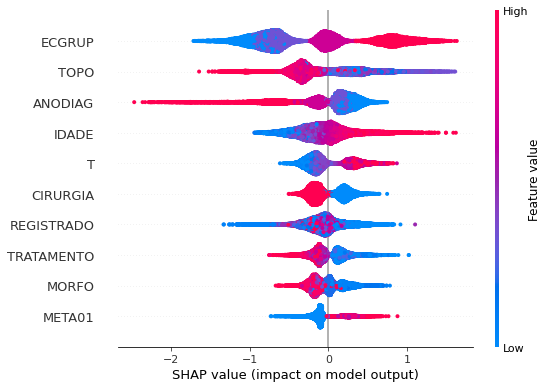 High
ECGRUP
TOPO
ANODIAG
IDADE
T
CIRURGIA
REGISTRADO
TRATAMENTO
MORFO
META01
Feature value
Low
−2
−1
0
1
SHAP value (impact on model output)